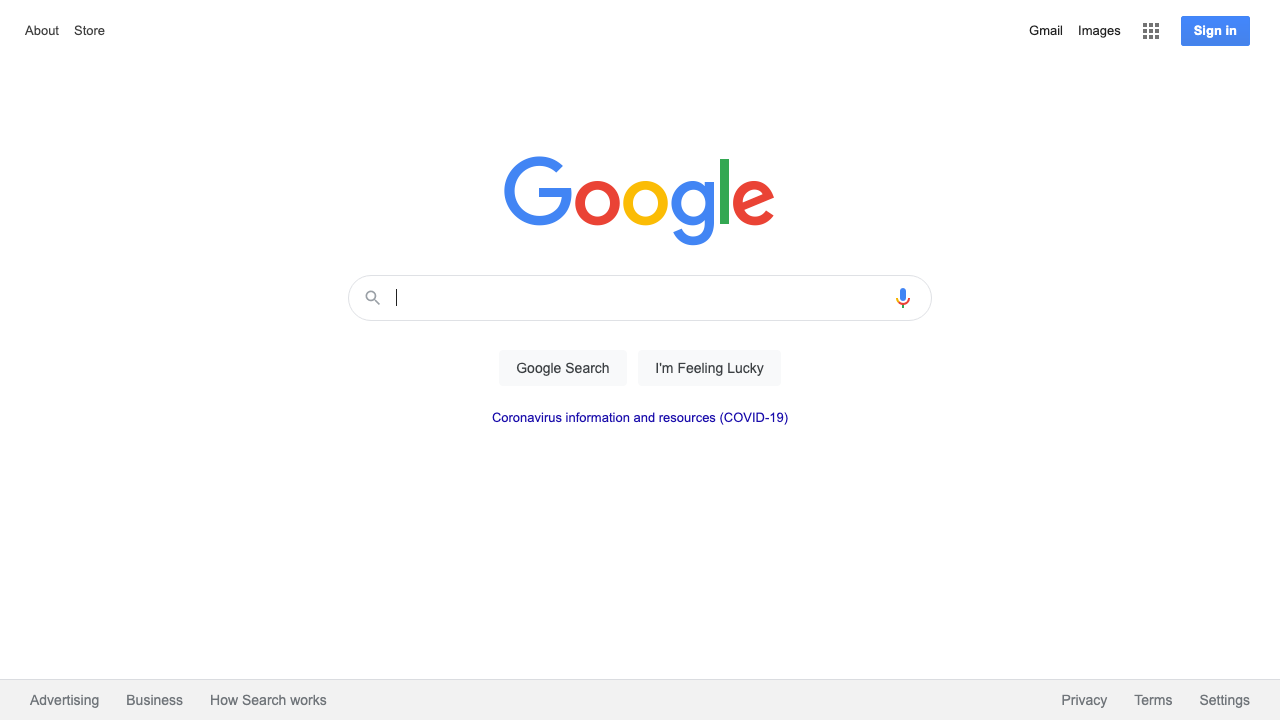 About Store Gmail Images Sign in
Google
Google Search I'm Feeling Lucky
Coronavirus information and resources (COVID-19)
Advertising Business How Search works Privacy Terms Settings